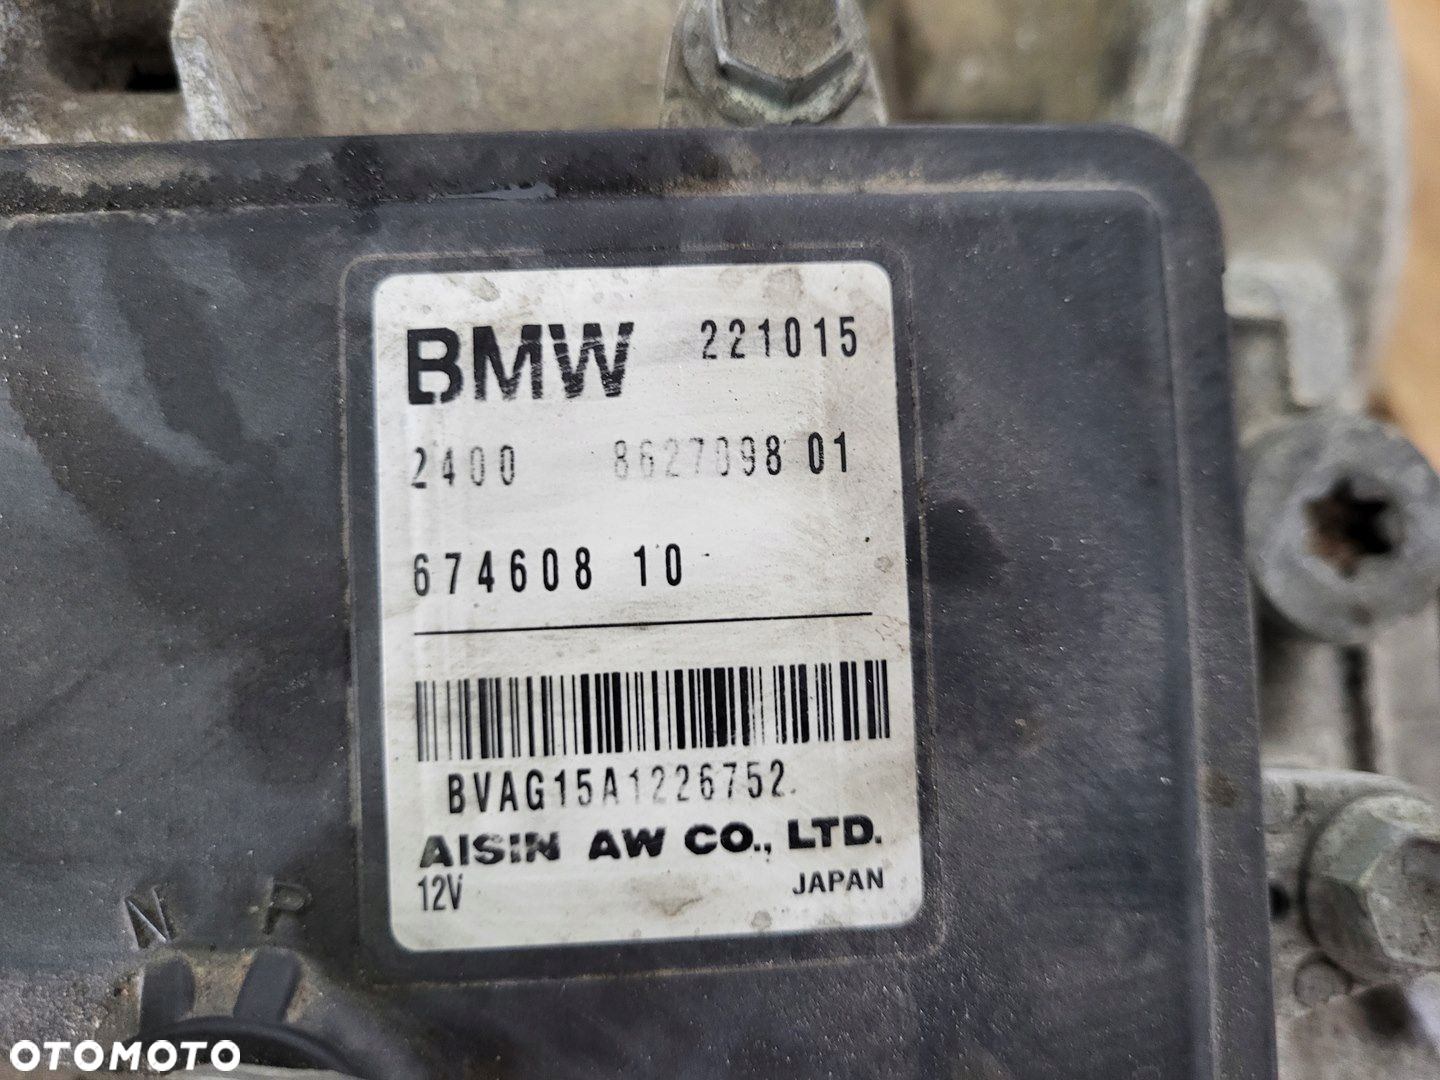 BMW 221015
2400 8627098 01
674608 10
BVAG15A1226752
AISIN AW CO., LTD.
12V JAPAN
N R
OTOMOTO